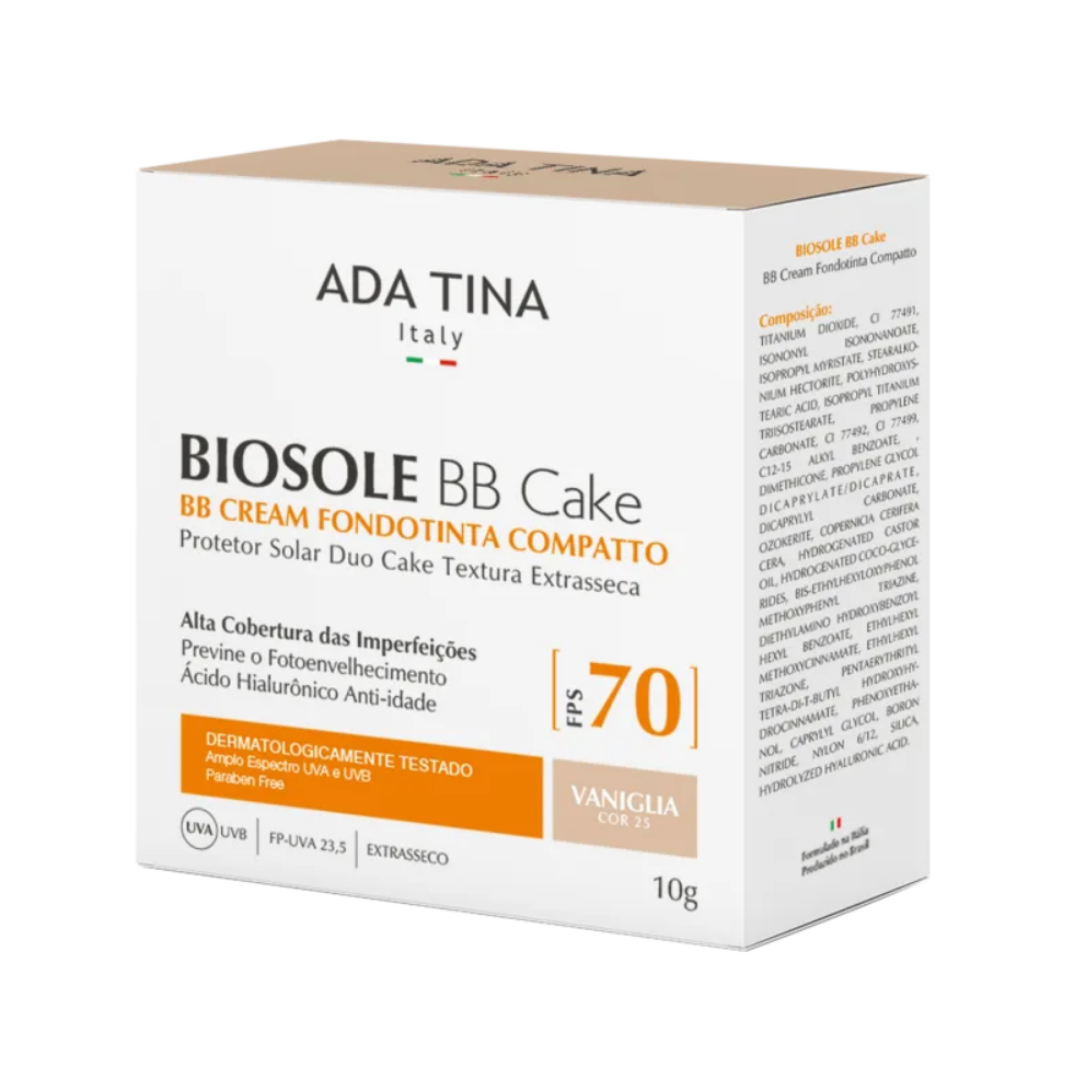 ADA TINA
Italy
ADA TINA
Italy
BIOSOLE BB Cake
BB CREAM FONDOTINTA COMPATTO
Protetor Solar Duo Cake Textura Extrasseca
Alta Cobertura das Imperfeições
Previne o Fotoenvelhecimento
Ácido Hialurônico Anti-idade
[FPS 70]
DERMATOLOGICAMENTE TESTADO
Amplo Espectro UVA e UVB
Paraben Free
VANIGLIA
COR 25
UVA UVB | FP-UVA 23,5 | EXTRASSECO
10g
BIOSOLE BB Cake
BB Cream Fondotinta Compatto
Composição:
TITANIUM DIOXIDE, CI 77491,
ISONONYL ISONONANOATE,
ISOPROPYL MYRISTATE, STEARALKO-
NIUM HECTORITE, POLYHYDROXYS-
TEARIC ACID, ISOPROPYL TITANIUM
TRIISOSTEARATE, PROPYLENE
CARBONATE, CI 77492, CI 77499,
C12-15 ALKYL BENZOATE, ,
DIMETHICONE, PROPYLENE GLYCOL
DICAPRYLATE/DICAPRATE,
DICAPRYLYL CARBONATE,
OZOKERITE, COPERNICIA CERIFERA
CERA, HYDROGENATED CASTOR
OIL, HYDROGENATED COCO-GLYCE-
RIDES, BIS-ETHYLHEXYLOXYPHENOL
METHOXYPHENYL TRIAZINE,
DIETHYLAMINO HYDROXYBENZOYL
HEXYL BENZOATE, ETHYLHEXYL
METHOXYCINNAMATE, ETHYLHEXYL
TRIAZONE, PENTAERYTHRITYL
TETRA-DI-T-BUTYL HYDROXYHY-
DROCINNAMATE, PHENOXYETHA-
NOL, CAPRYLYL GLYCOL, BORON
NITRIDE, NYLON 6/12, SILICA,
HYDROLYZED HYALURONIC ACID.
Formulado na Itália
Produzido no Brasil